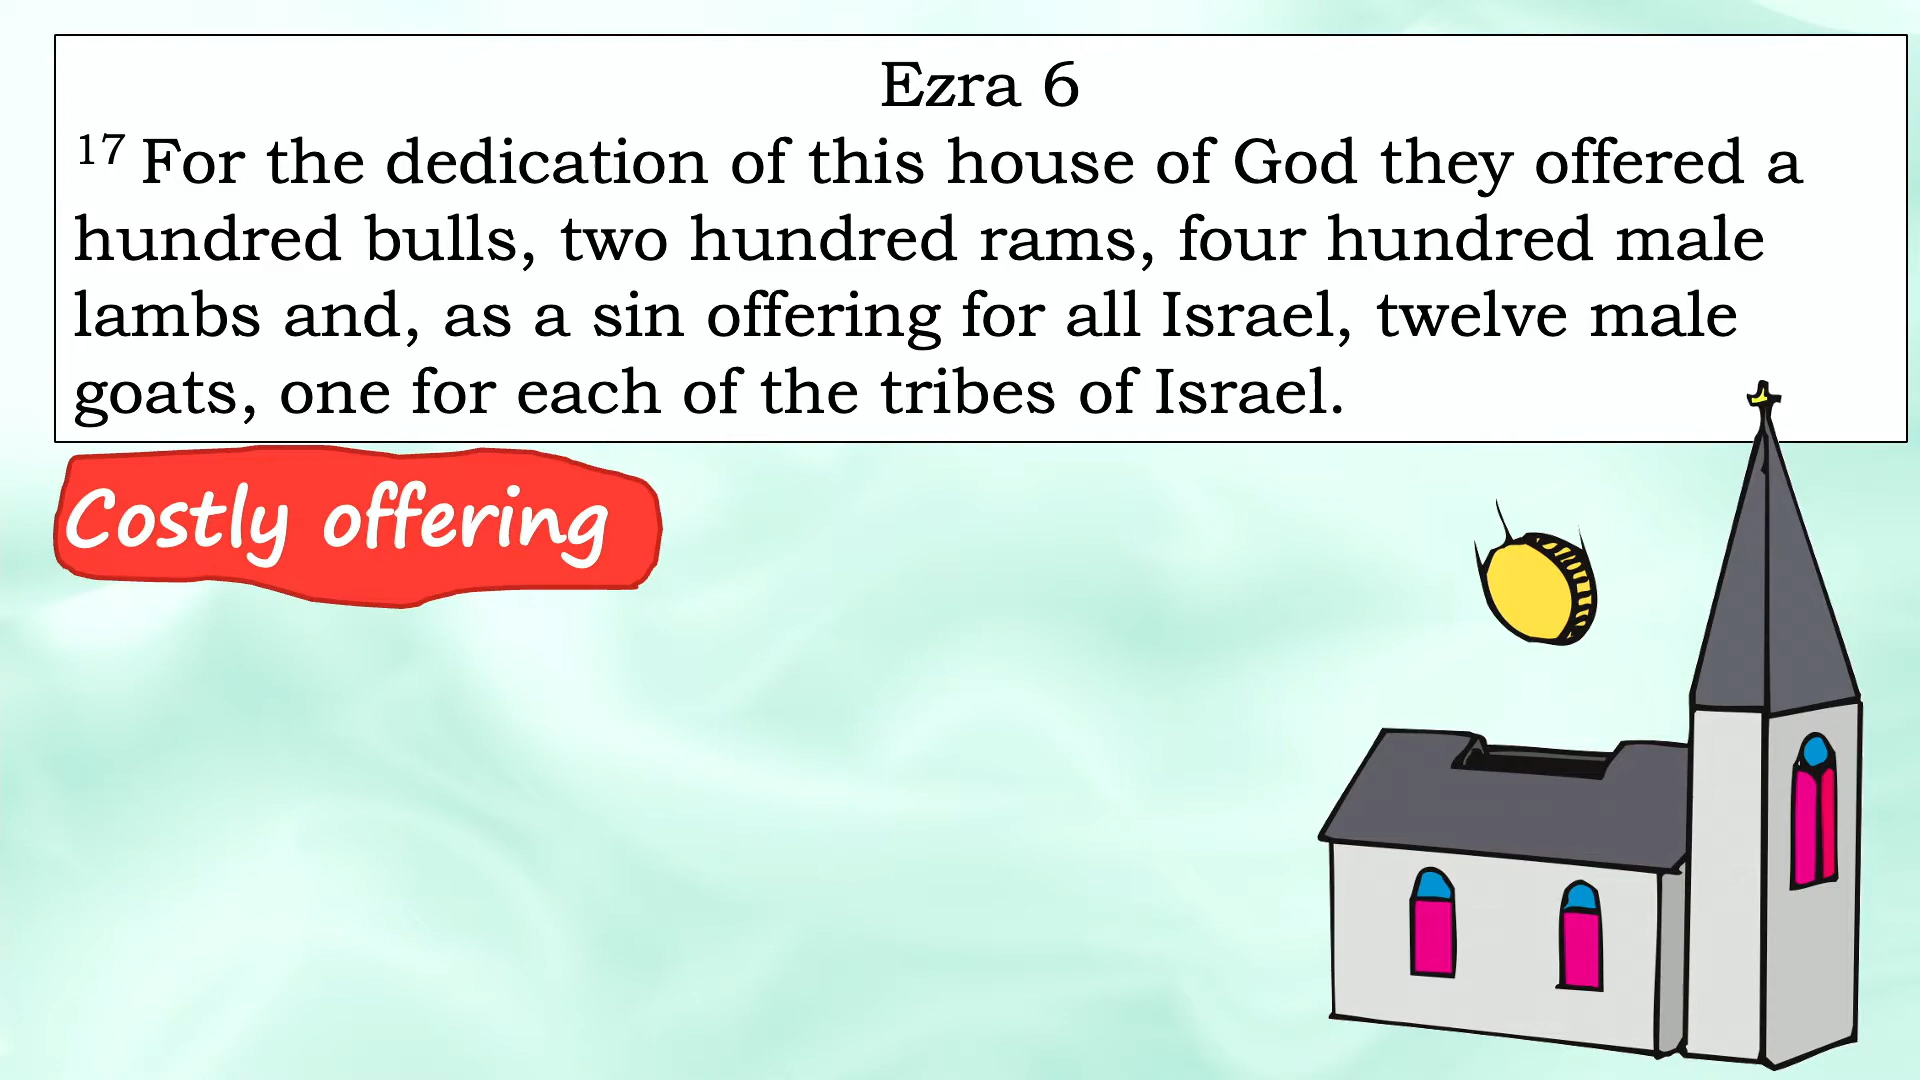 Ezra 6
17 For the dedication of this house of God they offered a
hundred bulls, two hundred rams, four hundred male
lambs and, as a sin offering for all Israel, twelve male
goats, one for each of the tribes of Israel.
Costly offering